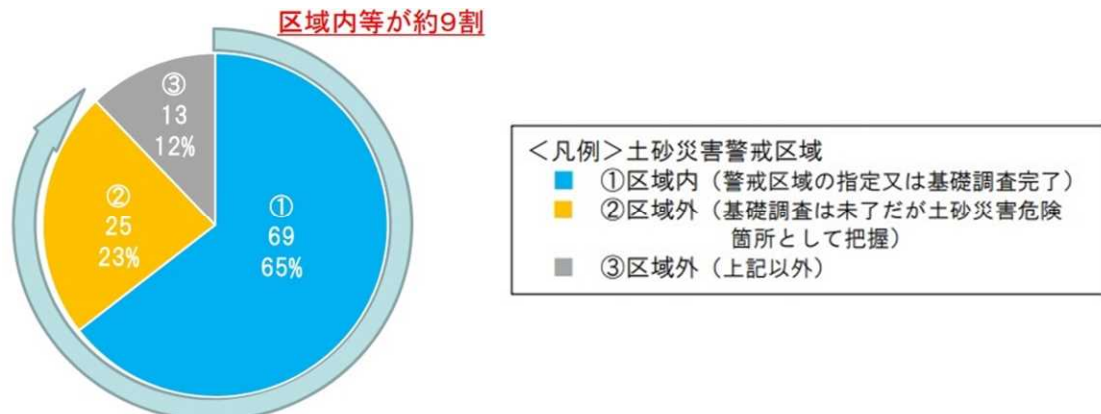 区域内等が約9割
③
13
12%
②
25
23%
①
69
65%
＜凡例＞土砂災害警戒区域
①区域内（警戒区域の指定又は基礎調査完了）
②区域外（基礎調査は未了だが土砂災害危険
箇所として把握）
③区域外（上記以外）